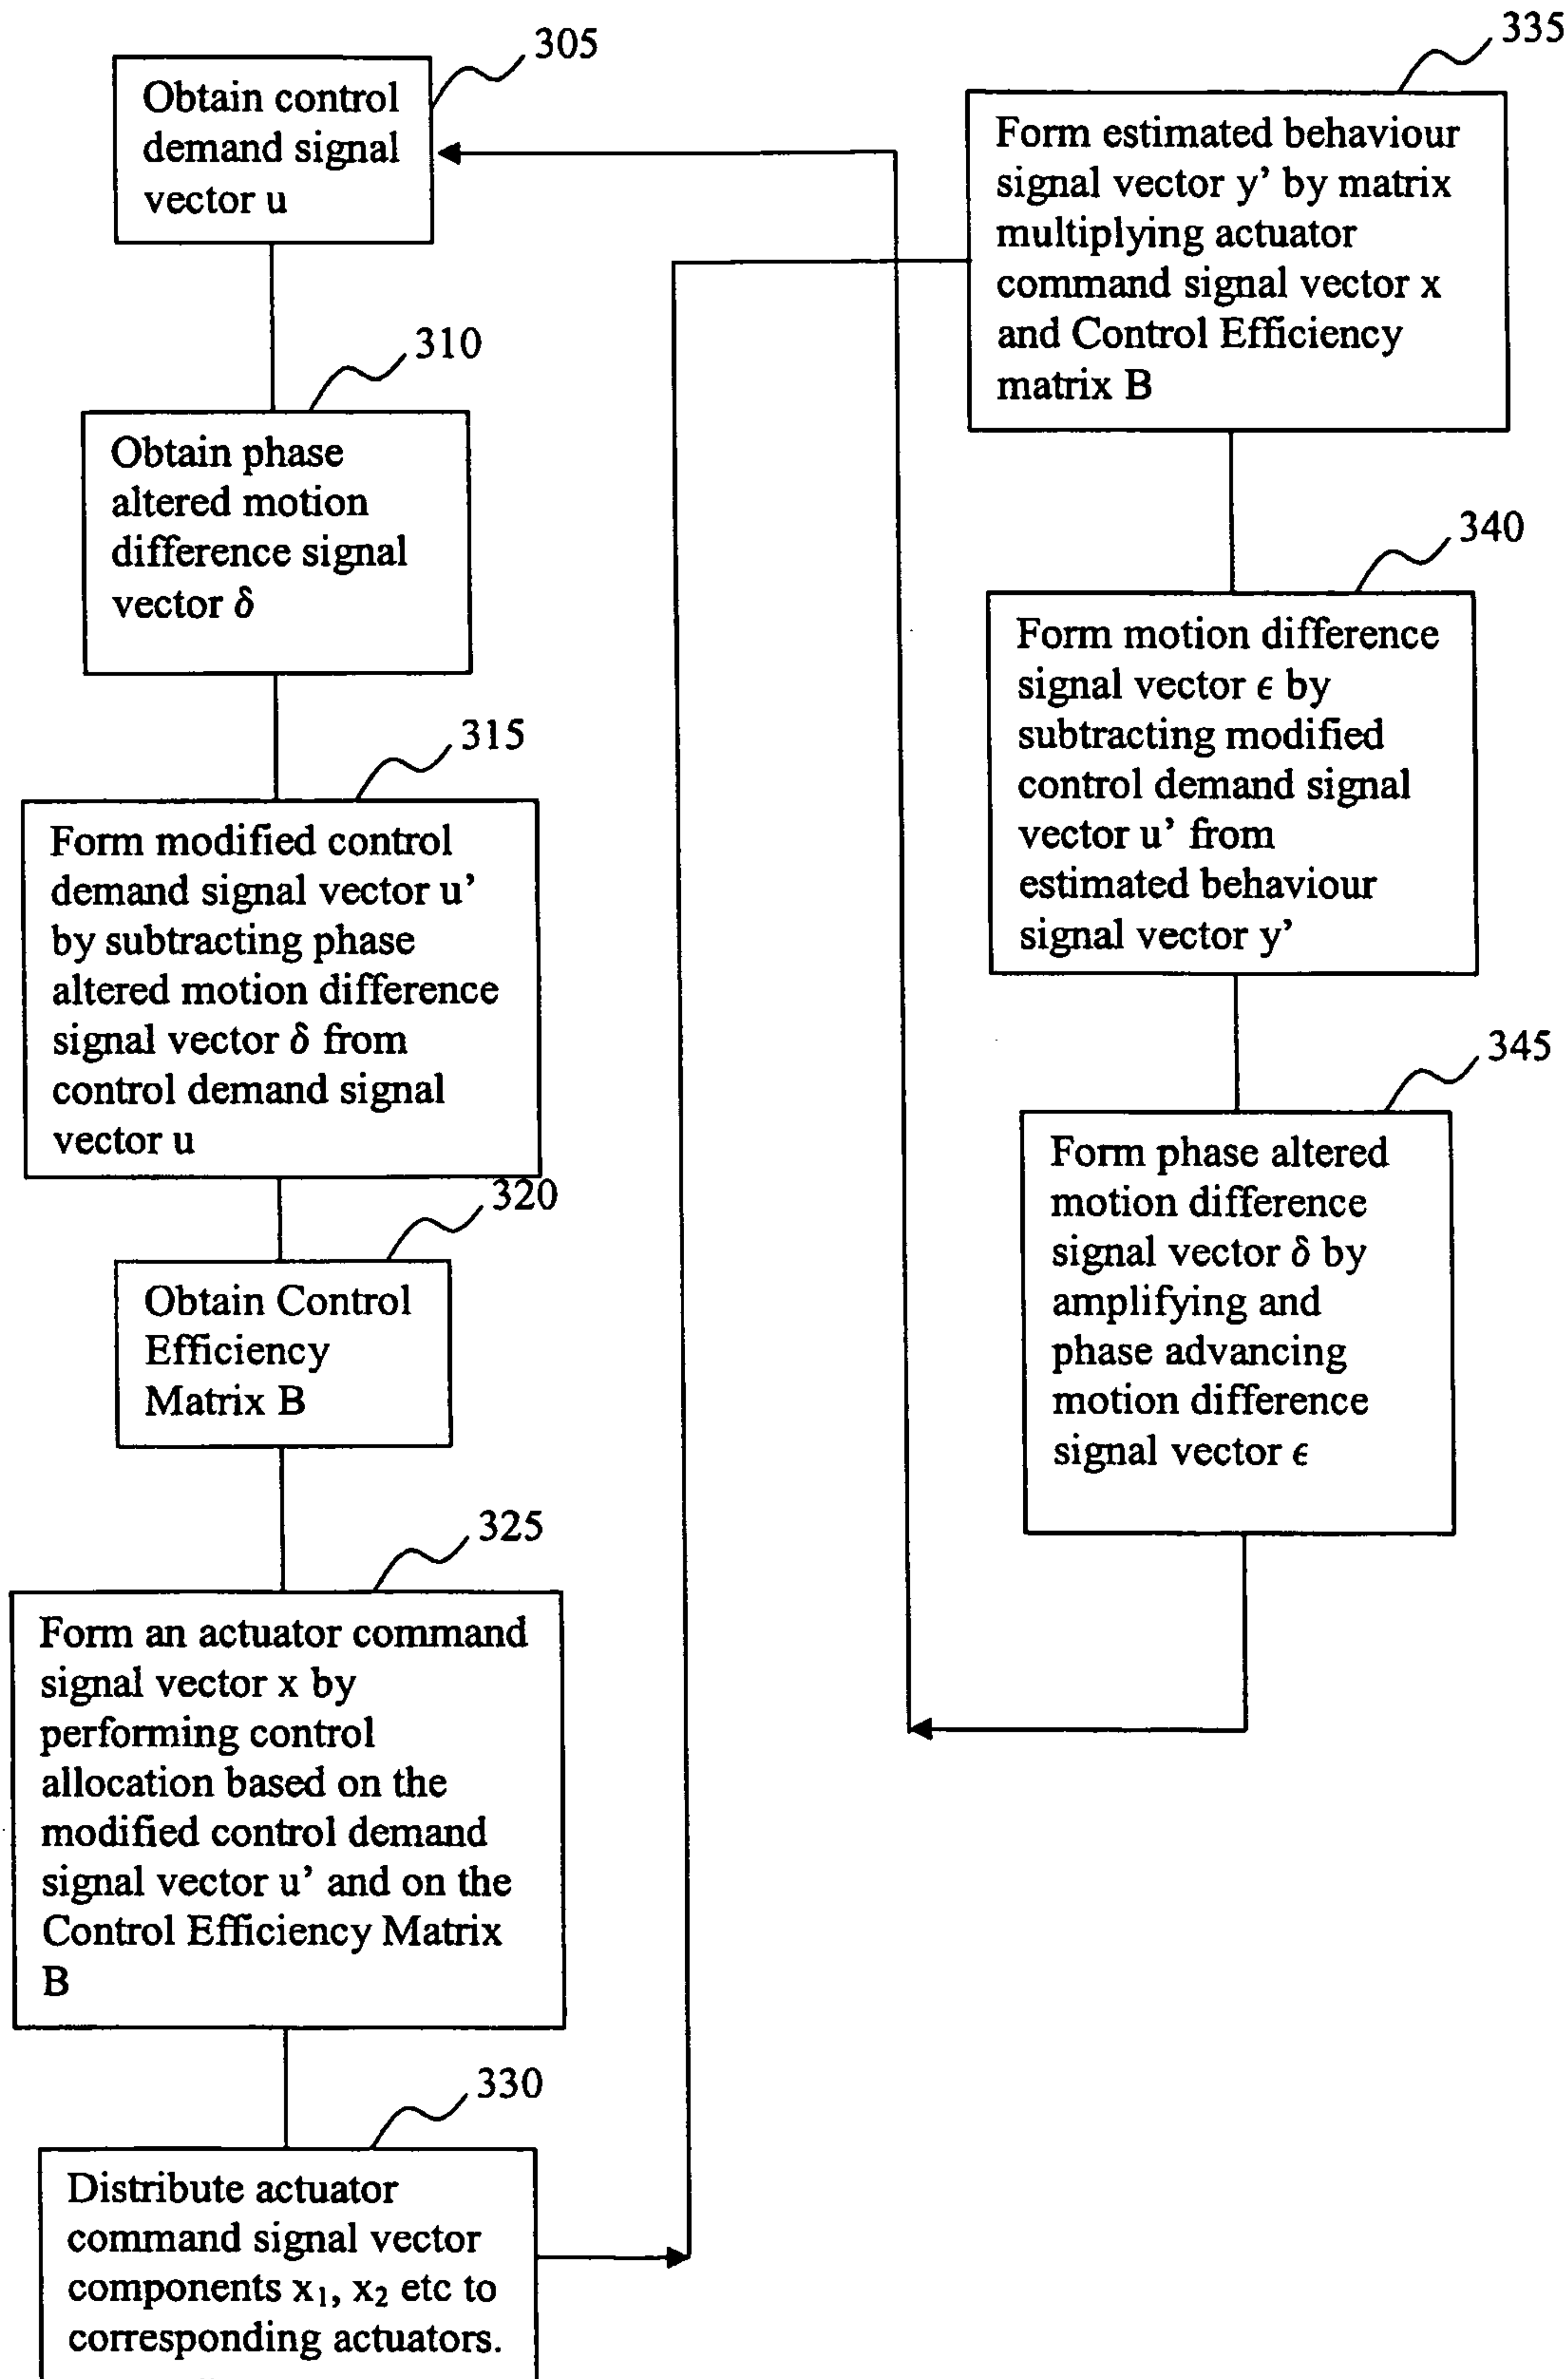 305
Obtain control
demand signal
vector u
310
Obtain phase
altered motion
difference signal
vector δ
315
Form modified control
demand signal vector u’
by subtracting phase
altered motion difference
signal vector δ from
control demand signal
vector u
320
Obtain Control
Efficiency
Matrix B
325
Form an actuator command
signal vector x by
performing control
allocation based on the
modified control demand
signal vector u’ and on the
Control Efficiency Matrix
B
330
Distribute actuator
command signal vector
components x₁, x₂ etc to
corresponding actuators.
335
Form estimated behaviour
signal vector y’ by matrix
multiplying actuator
command signal vector x
and Control Efficiency
matrix B
340
Form motion difference
signal vector ϵ by
subtracting modified
control demand signal
vector u’ from
estimated behaviour
signal vector y’
345
Form phase altered
motion difference
signal vector δ by
amplifying and
phase advancing
motion difference
signal vector ϵ